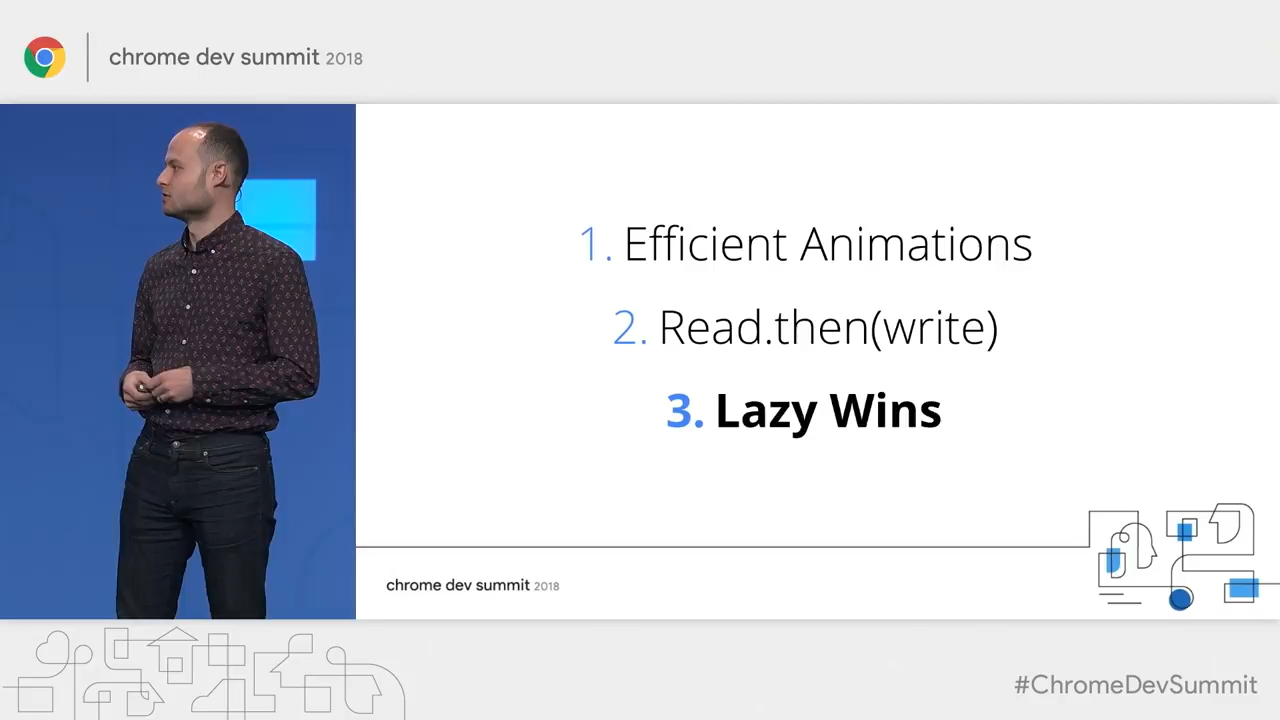 chrome dev summit 2018
1. Efficient Animations
2. Read.then(write)
3. Lazy Wins
chrome dev summit 2018
#ChromeDevSummit